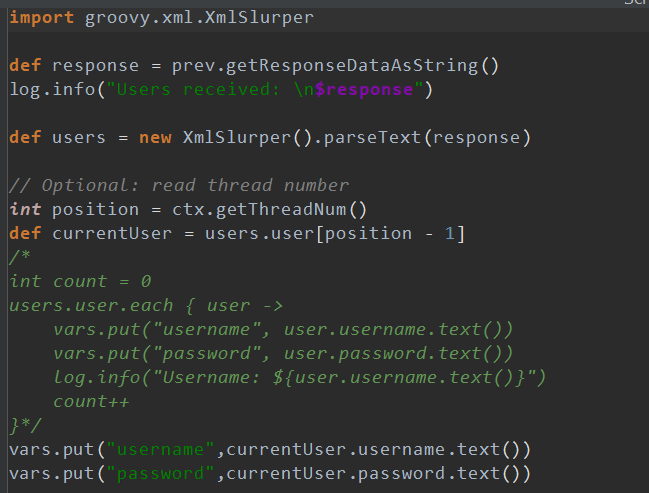 import groovy.xml.XmlSlurper
def response = prev.getResponseDataAsString()
log.info("Users received: \n$response")
def users = new XmlSlurper().parseText(response)
// Optional: read thread number
int position = ctx.getThreadNum()
def currentUser = users.user[position - 1]
/*
int count = 0
users.user.each { user ->
    vars.put("username", user.username.text())
    vars.put("password", user.password.text())
    log.info("Username: ${user.username.text()}")
    count++
}*/
vars.put("username",currentUser.username.text())
vars.put("password",currentUser.password.text())